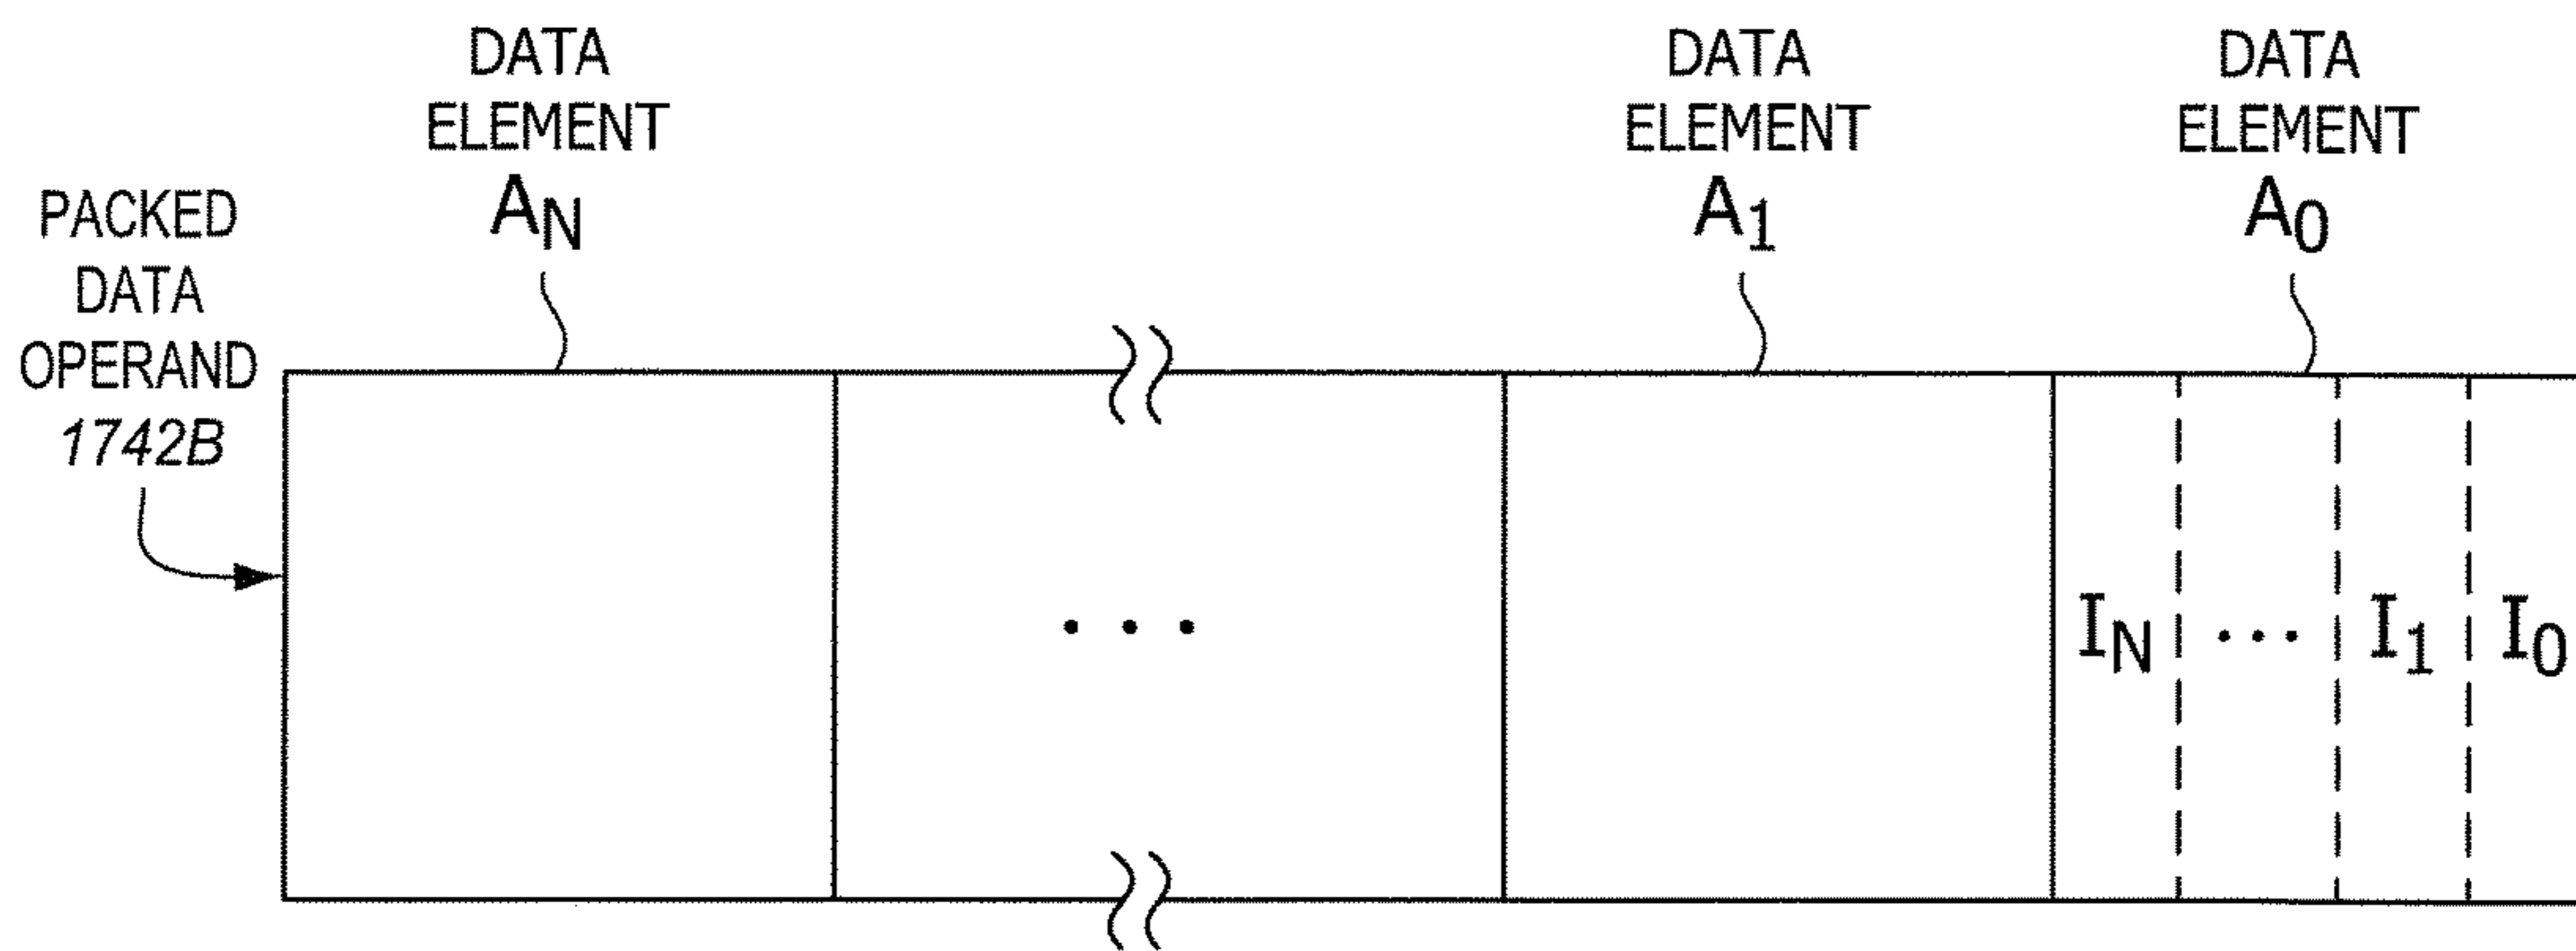 DATA
ELEMENT
A_N
DATA
ELEMENT
A_1
DATA
ELEMENT
A_0
PACKED
DATA
OPERAND
1742B
• • •
I_N ... I_1 I_0